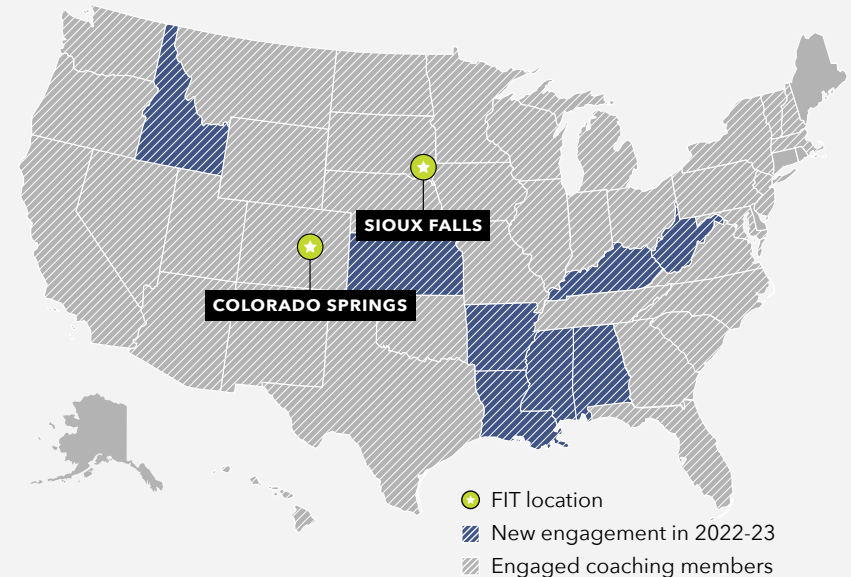 SIOUX FALLS
COLORADO SPRINGS
FIT location
New engagement in 2022-23
Engaged coaching members